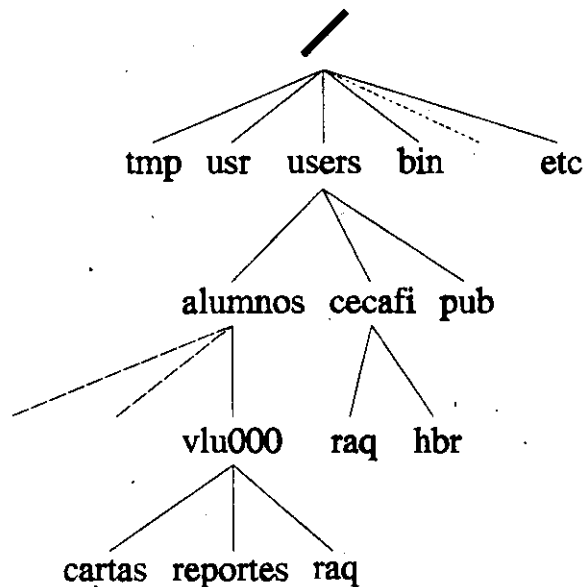 /
tmp usr users bin etc
alumnos cecafi pub
vlu000 raq hbr
cartas reportes raq